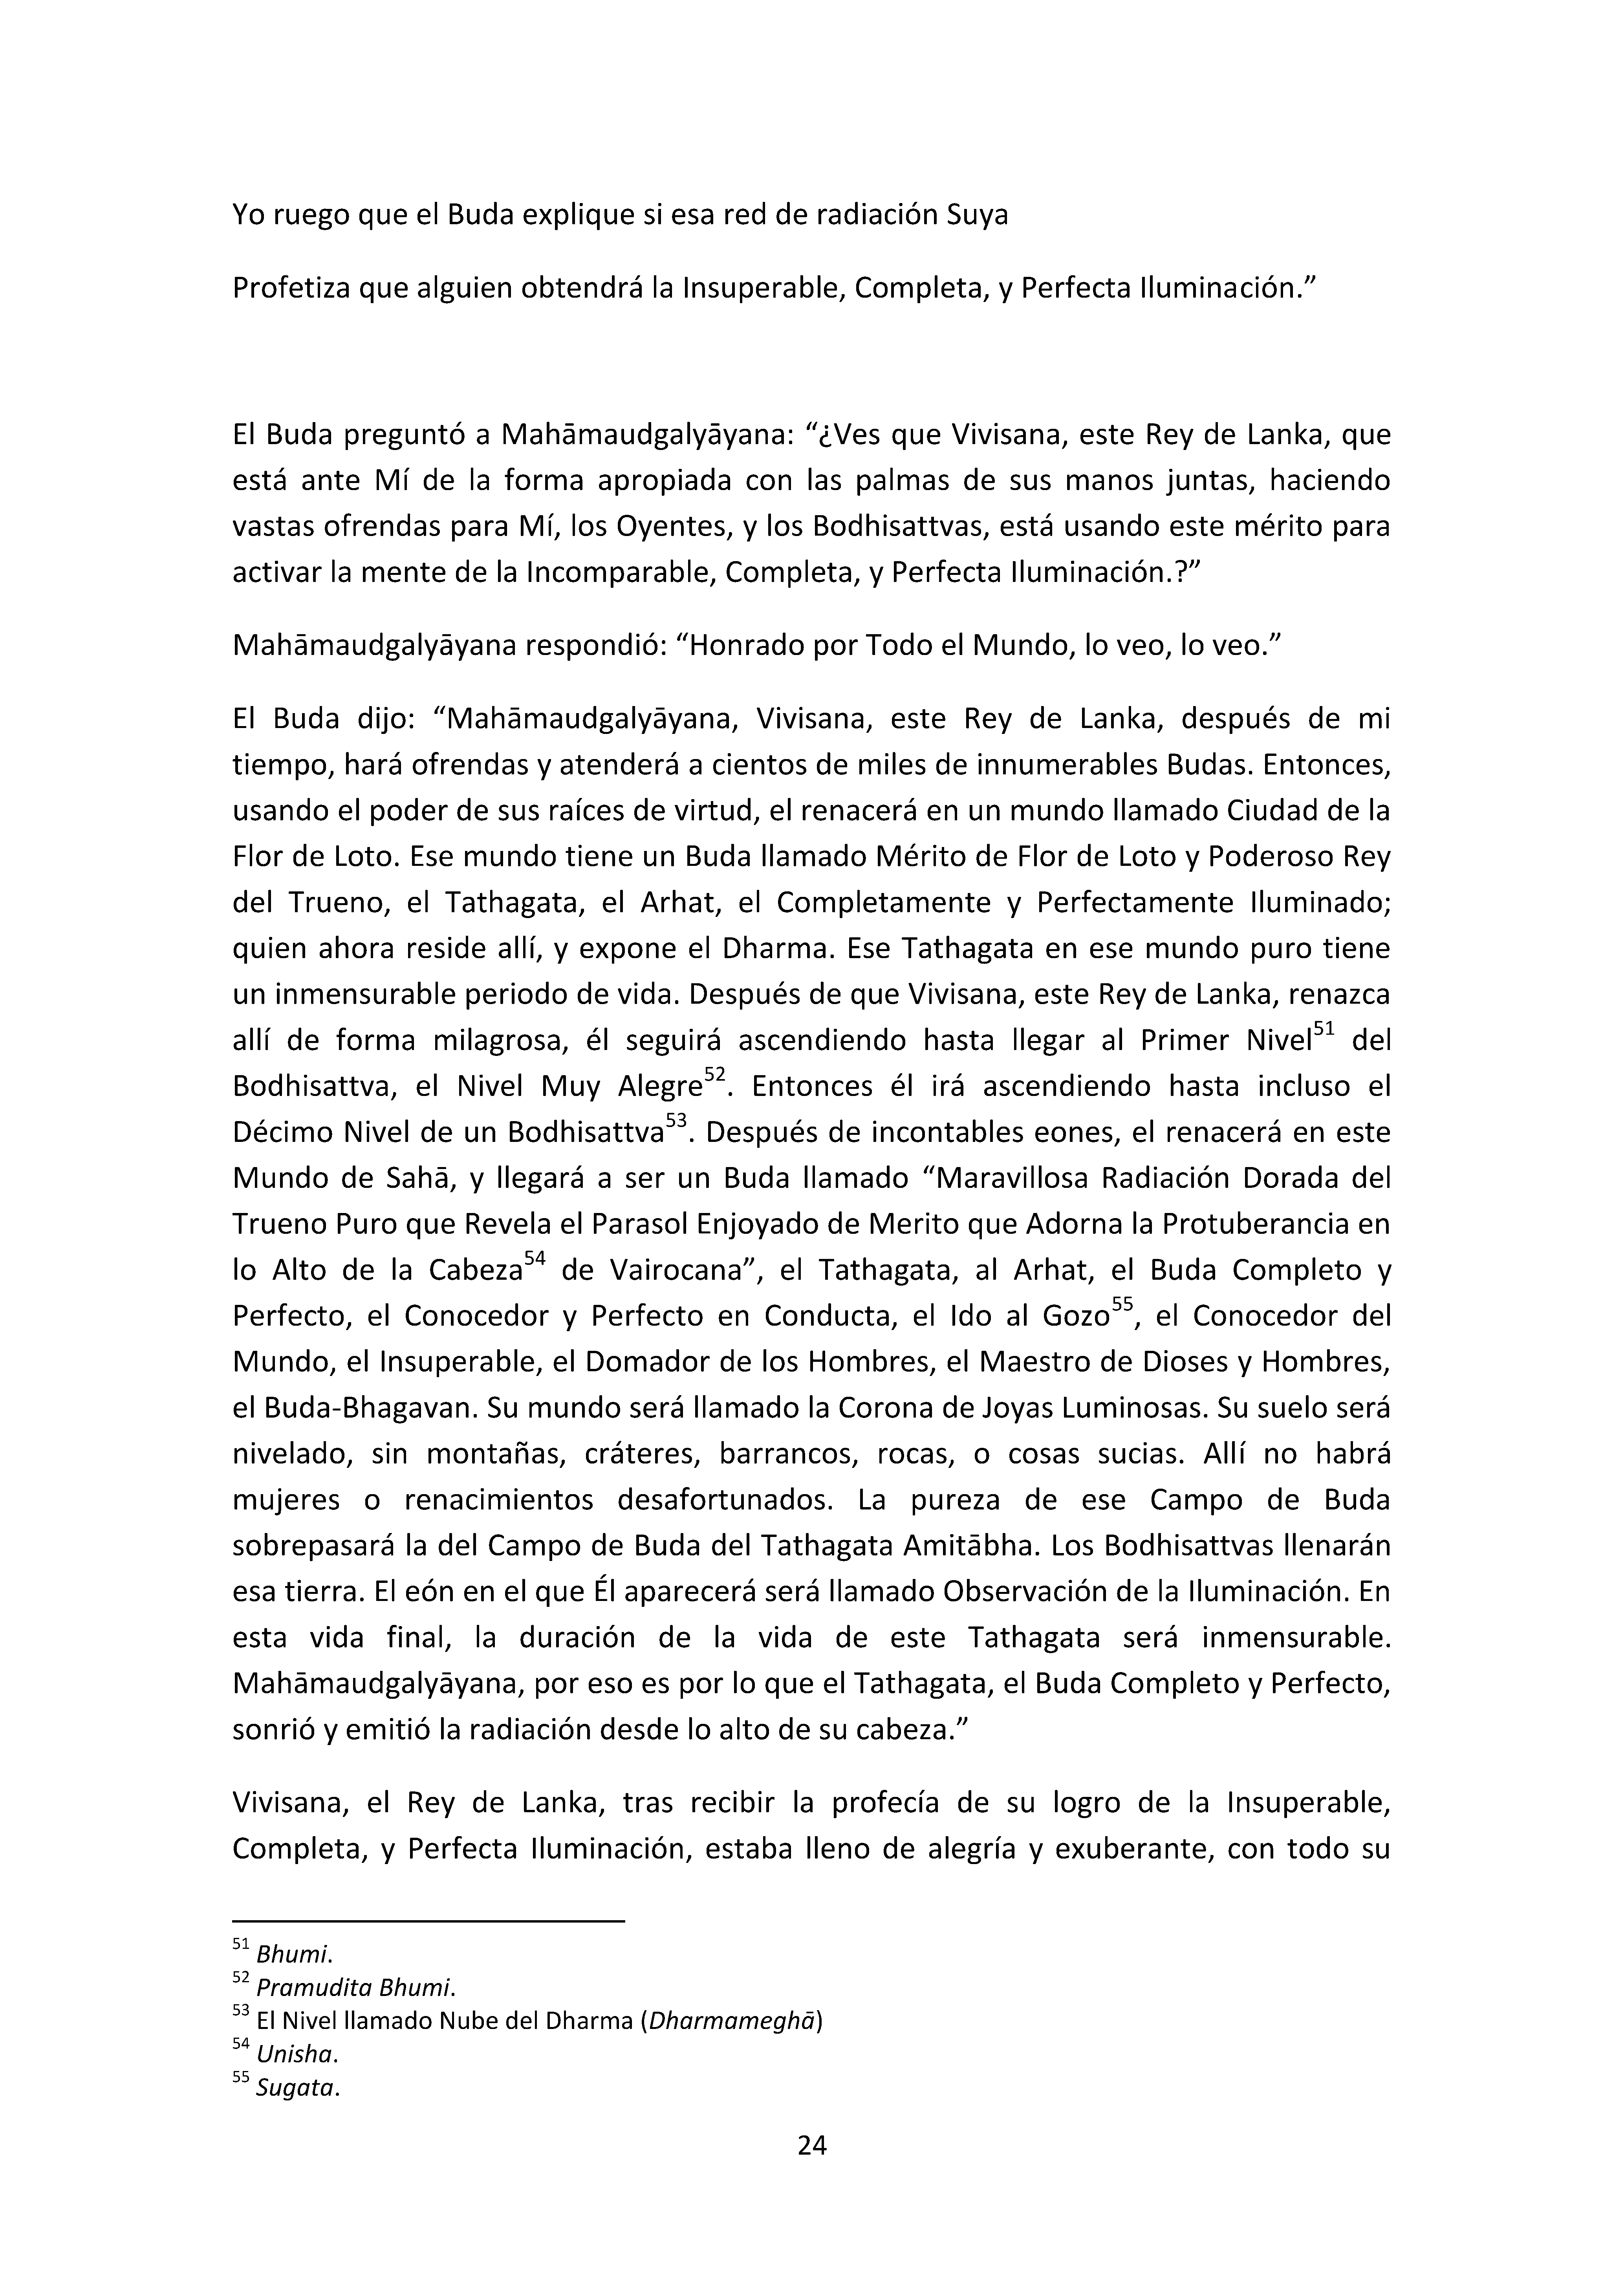 Yo ruego que el Buda explique si esa red de radiación Suya
Profetiza que alguien obtendrá la Insuperable, Completa, y Perfecta Iluminación.”
El Buda preguntó a Mahāmaudgalyāyana: “¿Ves que Vivisana, este Rey de Lanka, que
está ante Mí de la forma apropiada con las palmas de sus manos juntas, haciendo
vastas ofrendas para Mí, los Oyentes, y los Bodhisattvas, está usando este mérito para
activar la mente de la Incomparable, Completa, y Perfecta Iluminación.?”
Mahāmaudgalyāyana respondió: “Honrado por Todo el Mundo, lo veo, lo veo.”
El Buda dijo: “Mahāmaudgalyāyana, Vivisana, este Rey de Lanka, después de mi
tiempo, hará ofrendas y atenderá a cientos de miles de innumerables Budas. Entonces,
usando el poder de sus raíces de virtud, el renacerá en un mundo llamado Ciudad de la
Flor de Loto. Ese mundo tiene un Buda llamado Mérito de Flor de Loto y Poderoso Rey
del Trueno, el Tathagata, el Arhat, el Completamente y Perfectamente Iluminado;
quien ahora reside allí, y expone el Dharma. Ese Tathagata en ese mundo puro tiene
un inmensurable periodo de vida. Después de que Vivisana, este Rey de Lanka, renazca
allí de forma milagrosa, él seguirá ascendiendo hasta llegar al Primer Nivel51 del
Bodhisattva, el Nivel Muy Alegre52. Entonces él irá ascendiendo hasta incluso el
Décimo Nivel de un Bodhisattva53. Después de incontables eones, el renacerá en este
Mundo de Sahā, y llegará a ser un Buda llamado “Maravillosa Radiación Dorada del
Trueno Puro que Revela el Parasol Enjoyado de Merito que Adorna la Protuberancia en
lo Alto de la Cabeza54 de Vairocana”, el Tathagata, al Arhat, el Buda Completo y
Perfecto, el Conocedor y Perfecto en Conducta, el Ido al Gozo55, el Conocedor del
Mundo, el Insuperable, el Domador de los Hombres, el Maestro de Dioses y Hombres,
el Buda-Bhagavan. Su mundo será llamado la Corona de Joyas Luminosas. Su suelo será
nivelado, sin montañas, cráteres, barrancos, rocas, o cosas sucias. Allí no habrá
mujeres o renacimientos desafortunados. La pureza de ese Campo de Buda
sobrepasará la del Campo de Buda del Tathagata Amitābha. Los Bodhisattvas llenarán
esa tierra. El eón en el que Él aparecerá será llamado Observación de la Iluminación. En
esta vida final, la duración de la vida de este Tathagata será inmensurable.
Mahāmaudgalyāyana, por eso es por lo que el Tathagata, el Buda Completo y Perfecto,
sonrió y emitió la radiación desde lo alto de su cabeza.”
Vivisana, el Rey de Lanka, tras recibir la profecía de su logro de la Insuperable,
Completa, y Perfecta Iluminación, estaba lleno de alegría y exuberante, con todo su
51 Bhumi.
52 Pramudita Bhumi.
53 El Nivel llamado Nube del Dharma (Dharmameghā)
54 Unisha.
55 Sugata.
24